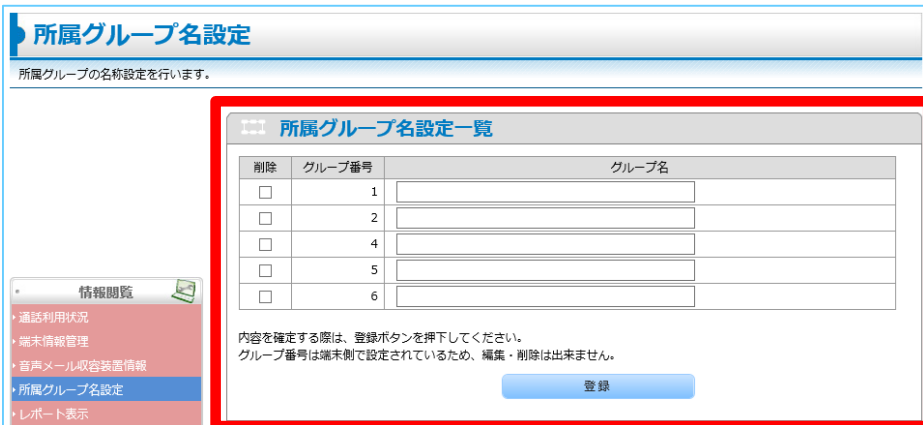 所属グループ名設定
所属グループの名称設定を行います。
所属グループ名設定一覧
削除 グループ番号 グループ名
1
2
4
5
6
内容を確定する際は、登録ボタンを押下してください。
グループ番号は端末側で設定されているため、編集・削除は出来ません。
登録
情報閲覧
通話利用状況
端末情報管理
音声メール収容装置情報
所属グループ名設定
レポート表示